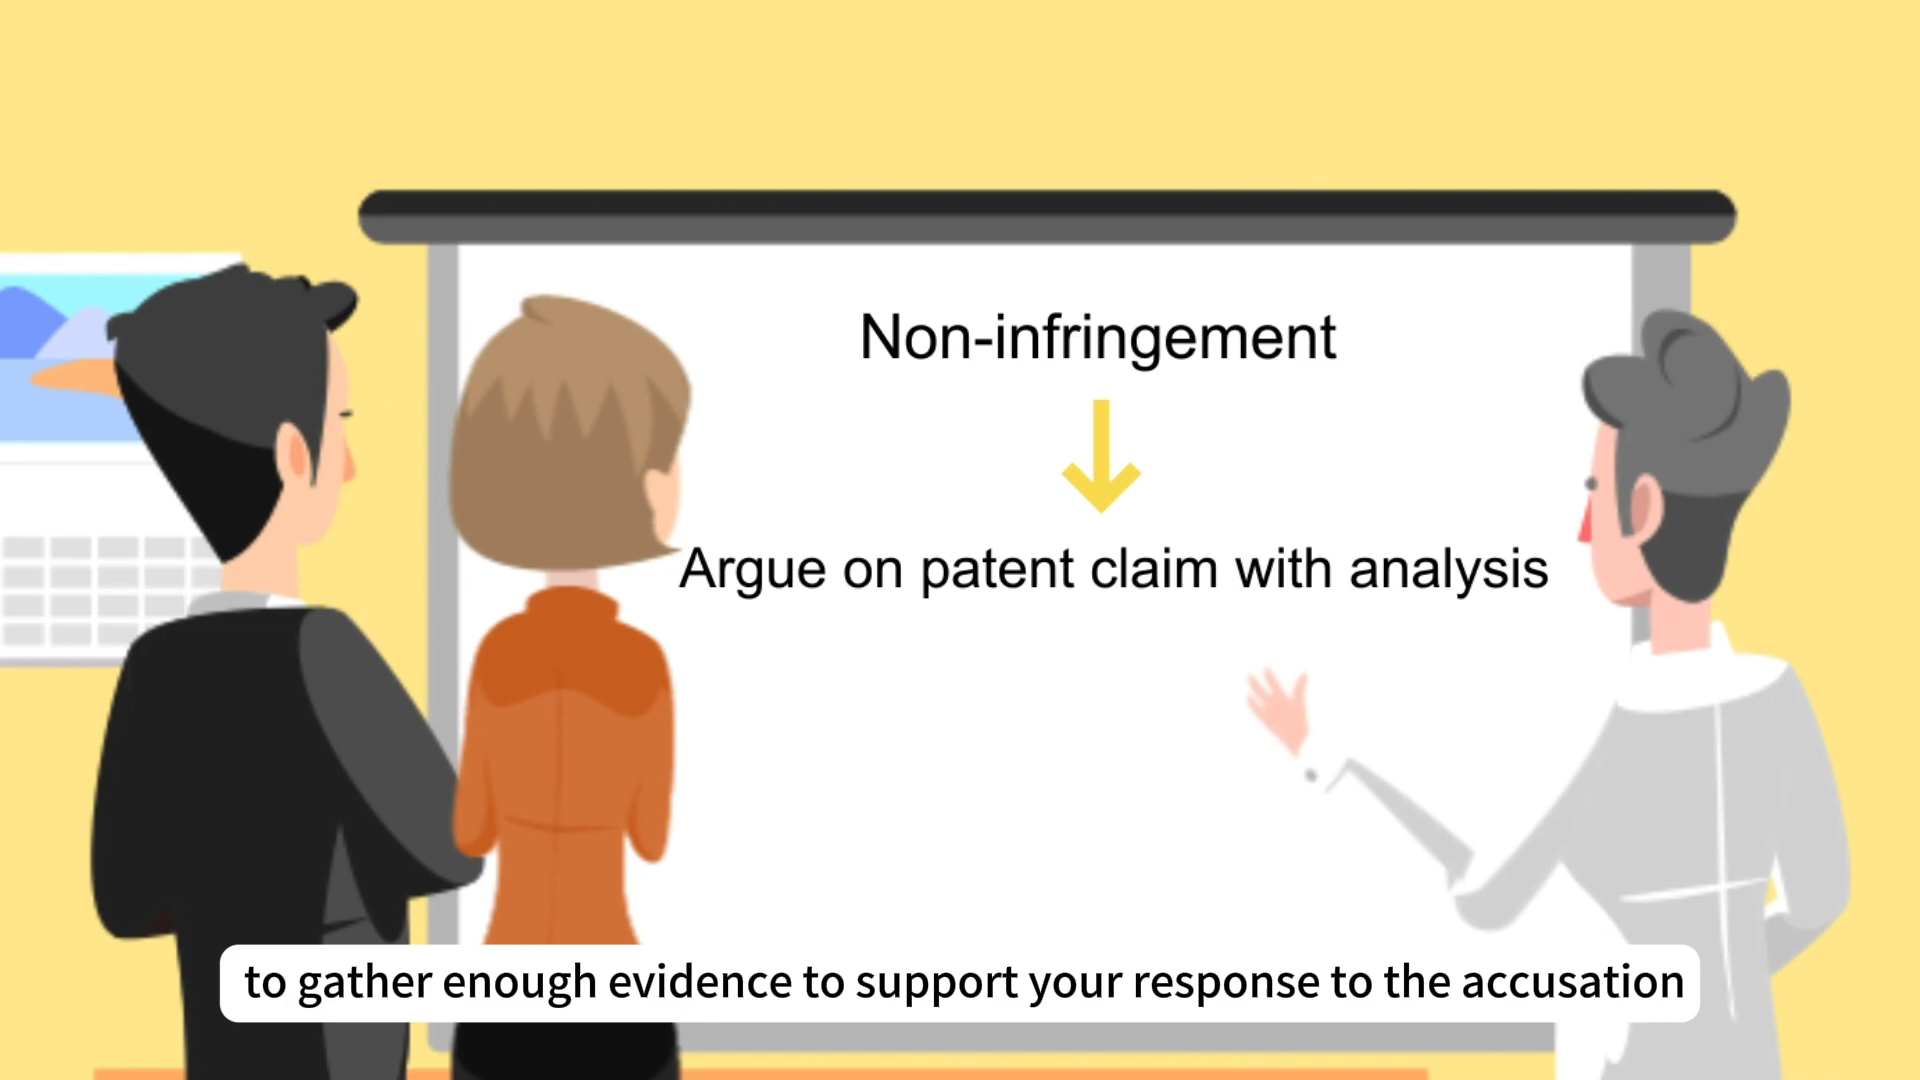 Non-infringement
Argue on patent claim with analysis
to gather enough evidence to support your response to the accusation